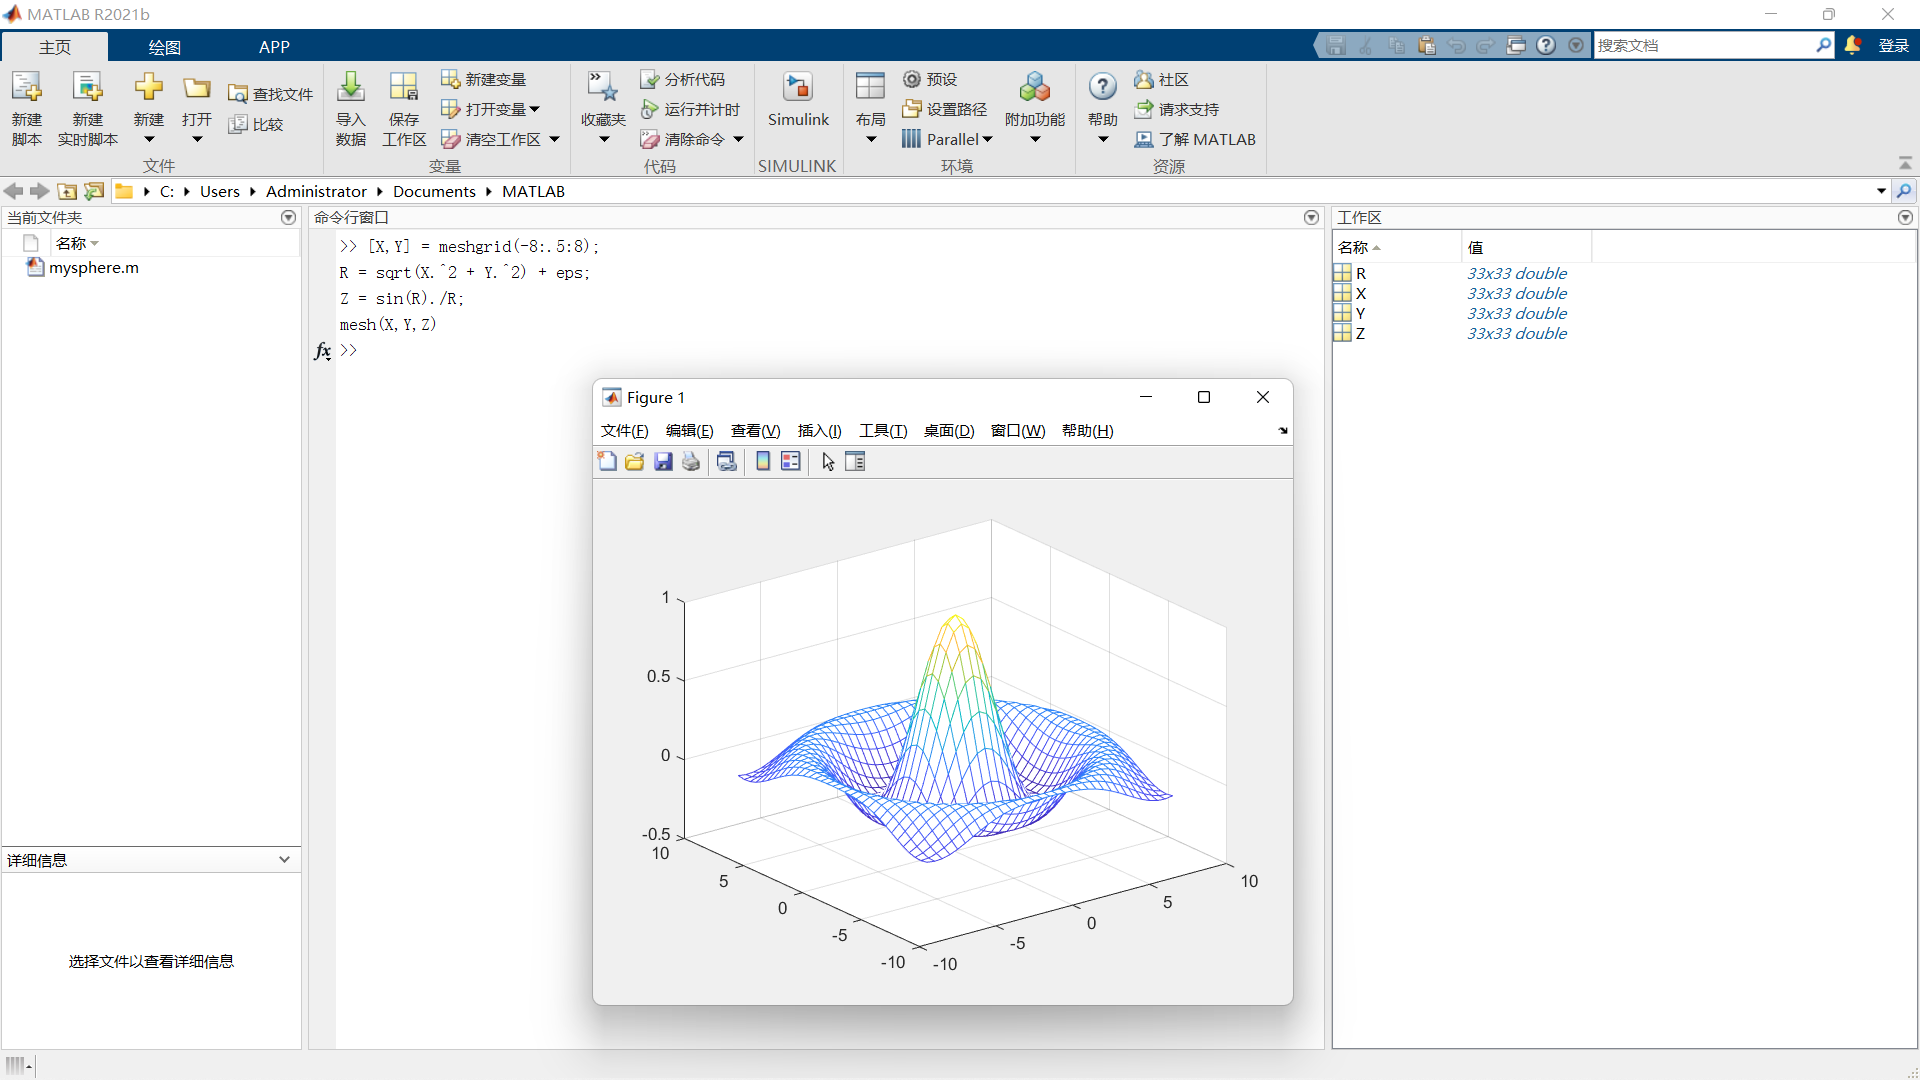 MATLAB R2021b
主页 绘图 APP
搜索文档 登录
新建脚本
新建实时脚本
新建
打开
查找文件
比较
文件
导入数据
保存工作区
新建变量
打开变量
清空工作区
变量
收藏夹
分析代码
运行并计时
清除命令
代码
Simulink
SIMULINK
布局
预设
设置路径
Parallel
附加功能
环境
帮助
社区
请求支持
了解 MATLAB
资源
C: Users Administrator Documents MATLAB
当前文件夹
名称
mysphere.m
详细信息
选择文件以查看详细信息
命令行窗口
>> [X,Y] = meshgrid(-8:.5:8);
R = sqrt(X.^2 + Y.^2) + eps;
Z = sin(R)./R;
mesh(X,Y,Z)
fx >>
Figure 1
文件(F) 编辑(E) 查看(V) 插入(I) 工具(T) 桌面(D) 窗口(W) 帮助(H)
1
0.5
0
-0.5
10
5
0
-5
-10
-10
-5
0
5
10
工作区
名称 值
R 33x33 double
X 33x33 double
Y 33x33 double
Z 33x33 double